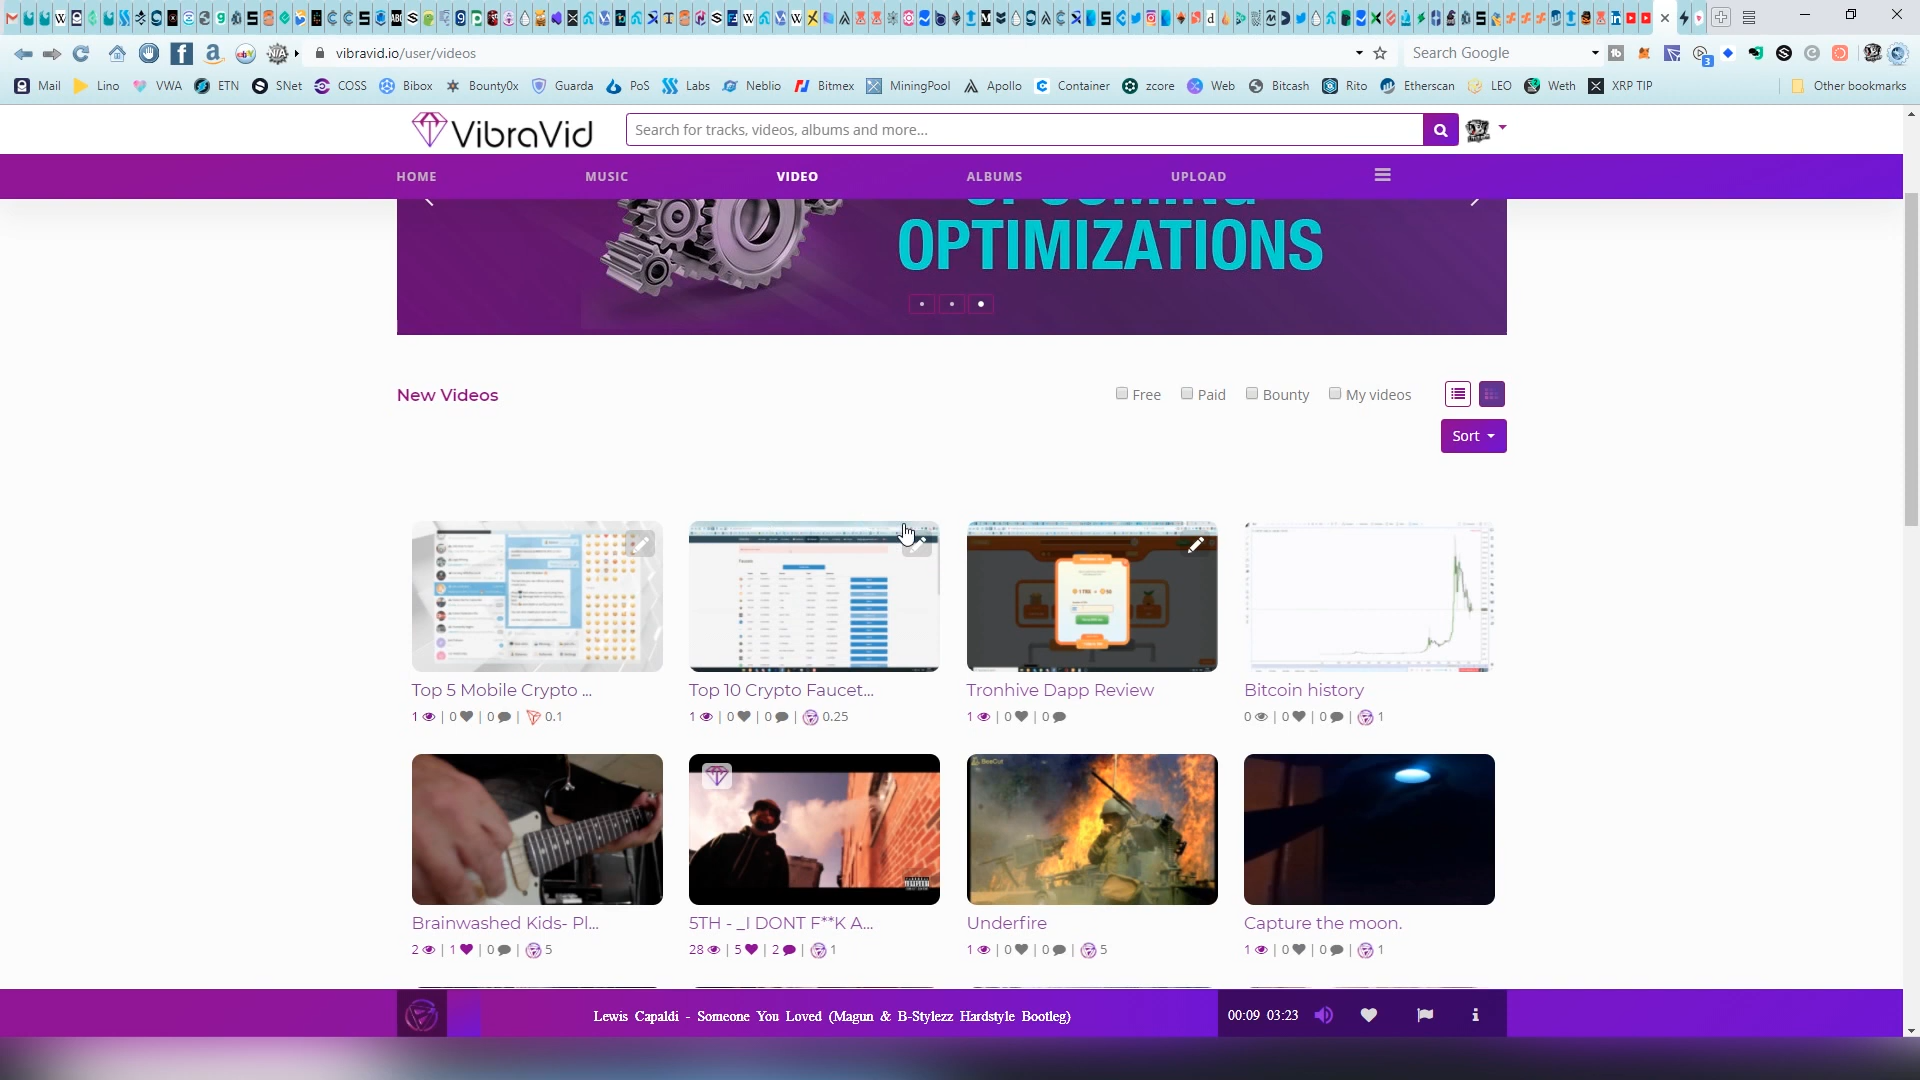 vibravid.io/user/videos
Search Google
Mail
Lino
VWA
ETN
SNet
COSS
Bibox
Bounty0x
Guarda
PoS
Labs
Neblio
Bitmex
MiningPool
Apollo
Container
zcore
Web
Bitcash
Rito
Etherscan
LEO
Weth
XRP TIP
Other bookmarks
VibraVid
Search for tracks, videos, albums and more...
HOME
MUSIC
VIDEO
ALBUMS
UPLOAD
UPCOMING
OPTIMIZATIONS
New Videos
Free
Paid
Bounty
My videos
Sort
Top 5 Mobile Crypto ...
Top 10 Crypto Faucet...
Tronhive Dapp Review
Bitcoin history
1 | 0 | 0 | 0.1
1 | 0 | 0 | 0.25
1 | 0 | 0
0 | 0 | 0 | 1
BeeCut
Brainwashed Kids- Pl...
5TH - _I DONT F**K A...
Underfire
Capture the moon.
2 | 1 | 0 | 5
28 | 5 | 2 | 1
1 | 0 | 0 | 5
1 | 0 | 0 | 1
Lewis Capaldi - Someone You Loved (Magun & B-Stylezz Hardstyle Bootleg)
00:09 03:23